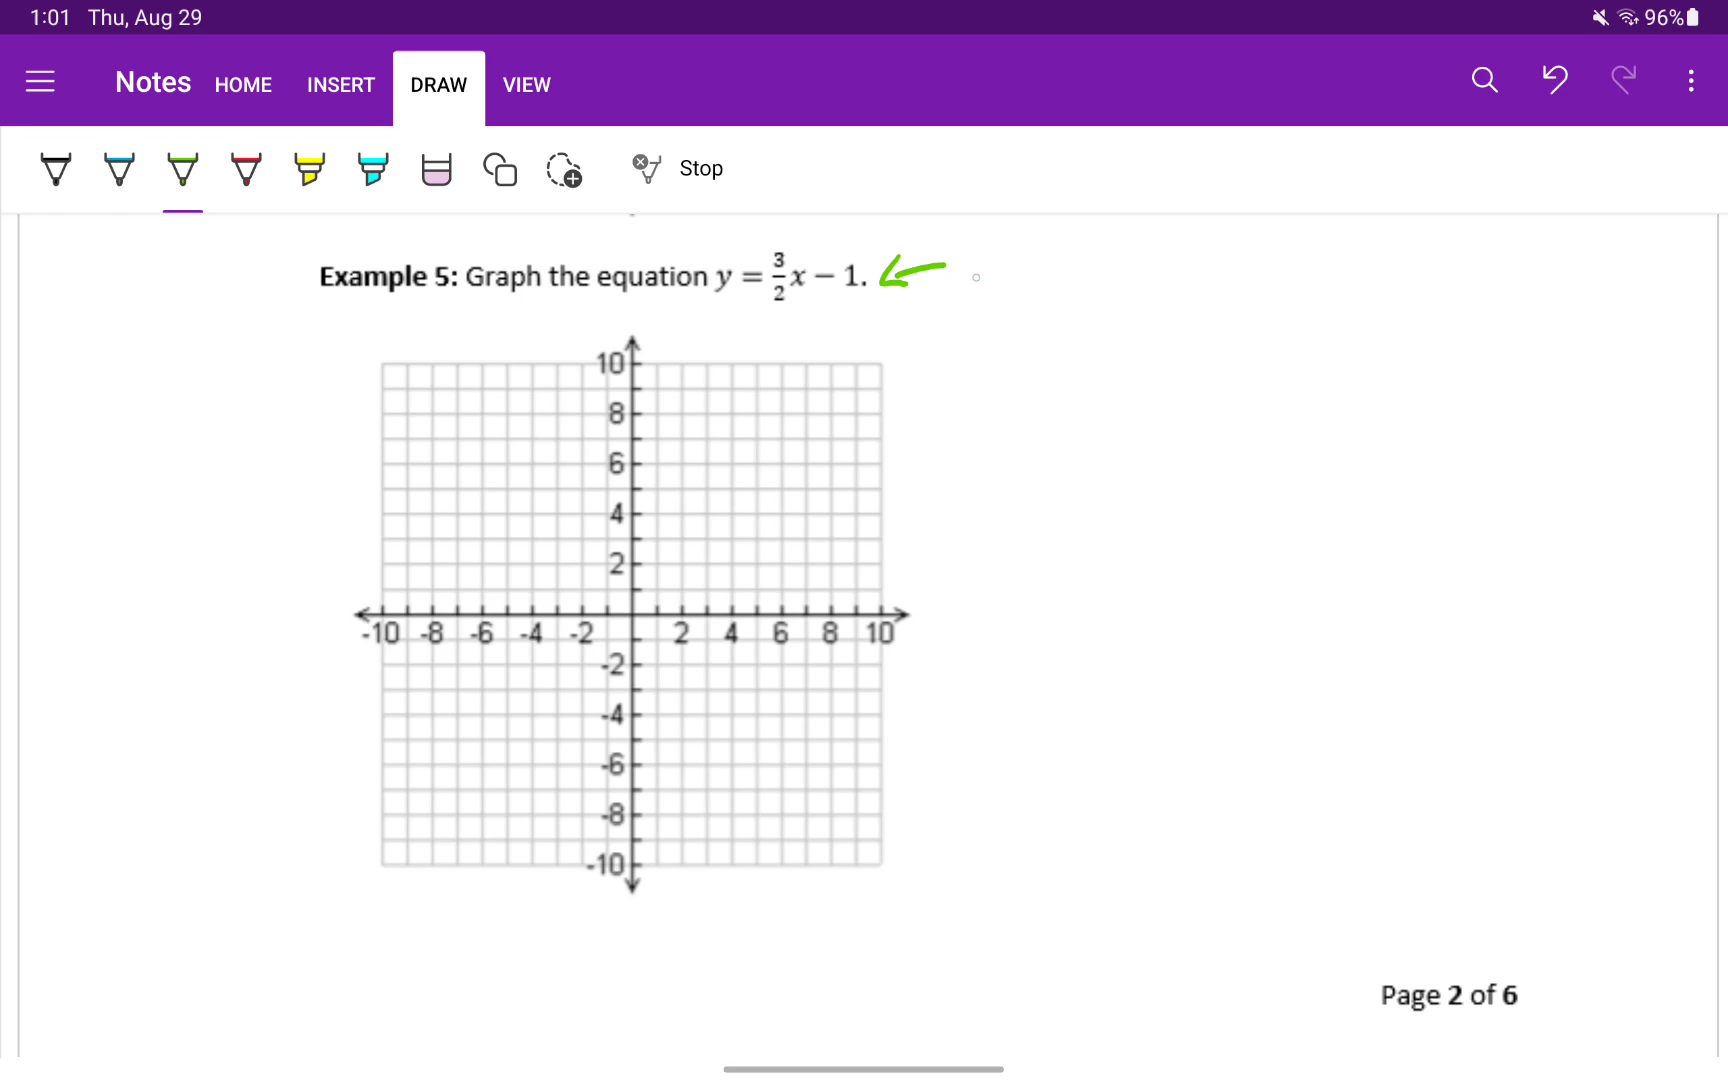 1:01 Thu, Aug 29 96%
Notes HOME INSERT DRAW VIEW
Stop
Example 5: Graph the equation y = 3/2 x − 1.
10
8
6
4
2
-10 -8 -6 -4 -2 2 4 6 8 10
-2
-4
-6
-8
-10
Page 2 of 6